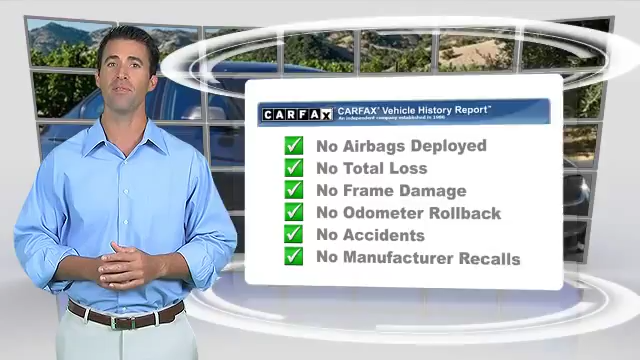 CARFAX
CARFAX Vehicle History Report™
An independent company established in 1986
No Airbags Deployed
No Total Loss
No Frame Damage
No Odometer Rollback
No Accidents
No Manufacturer Recalls